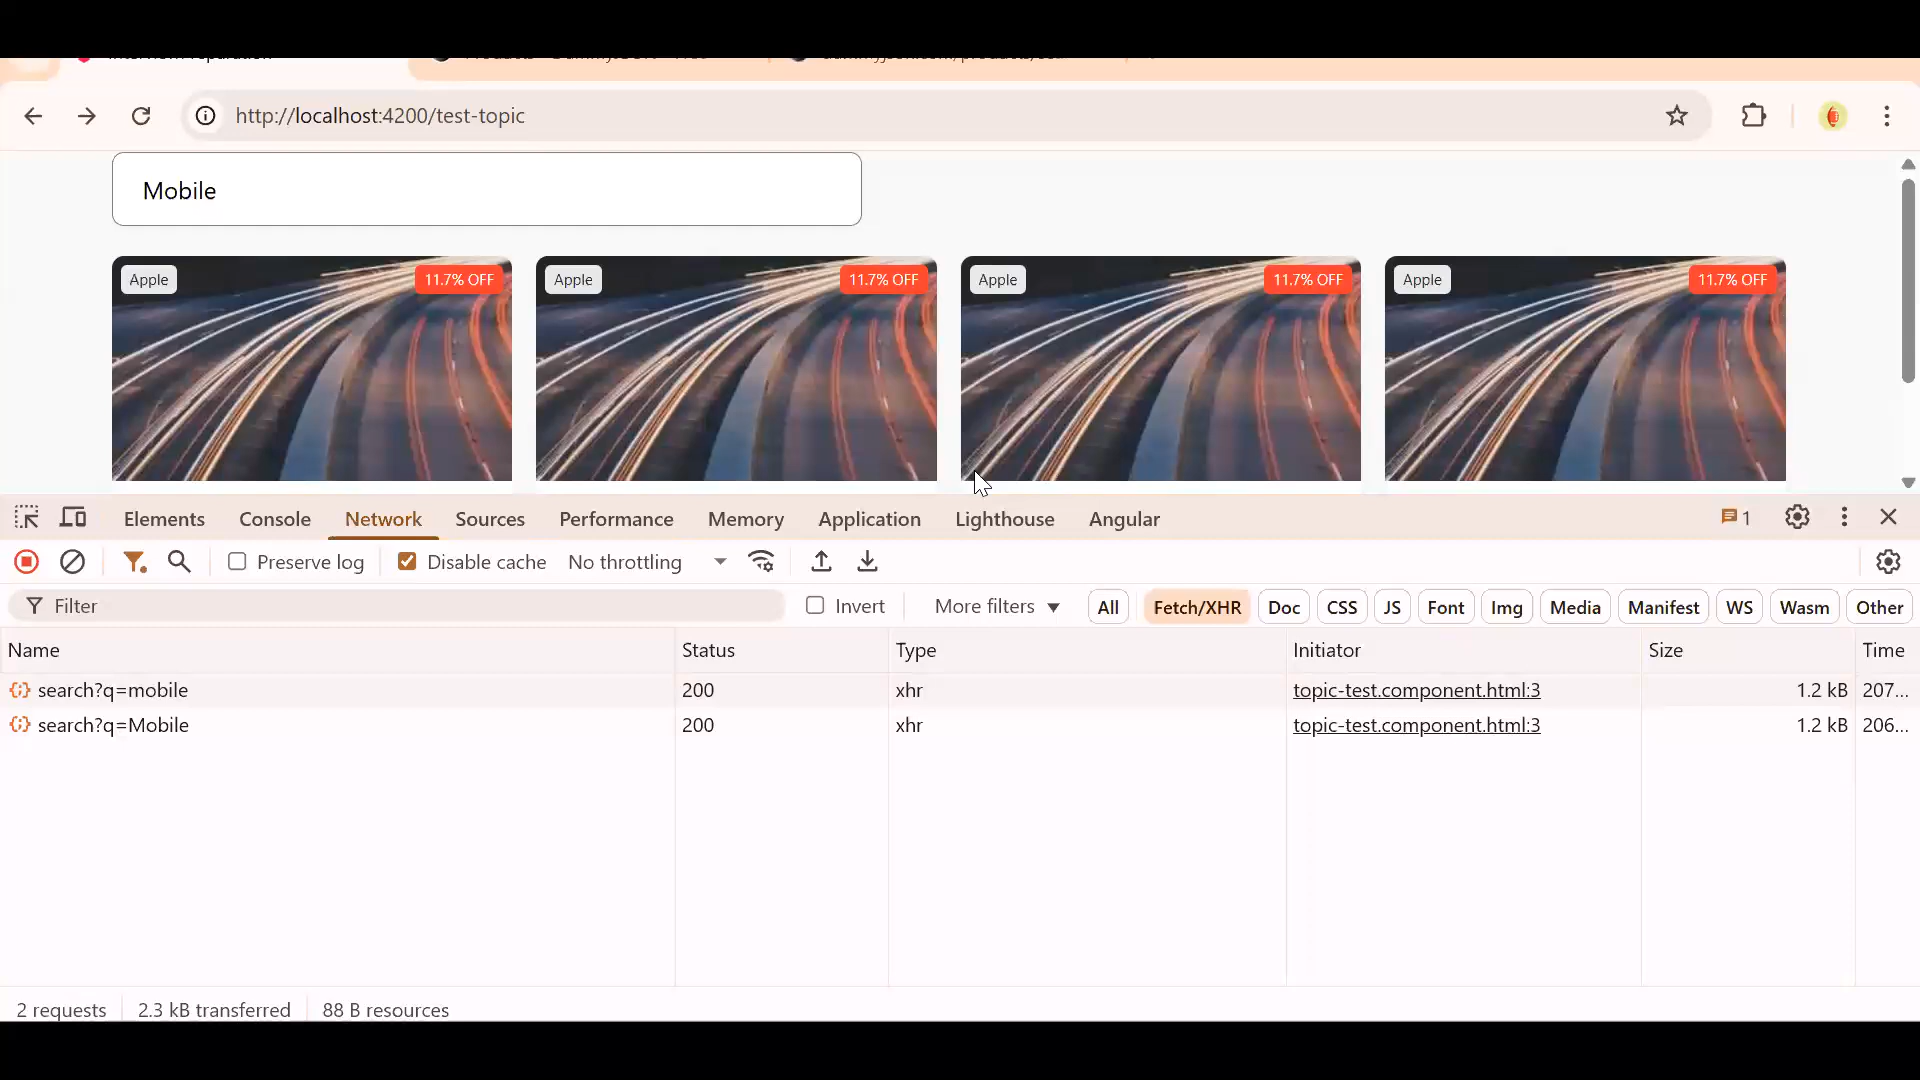 http://localhost:4200/test-topic
Mobile
Apple 11.7% OFF Apple 11.7% OFF Apple 11.7% OFF Apple 11.7% OFF
Elements Console Network Sources Performance Memory Application Lighthouse Angular 1
Preserve log Disable cache No throttling
Filter Invert More filters All Fetch/XHR Doc CSS JS Font Img Media Manifest WS Wasm Other
Name Status Type Initiator Size Time
search?q=mobile 200 xhr topic-test.component.html:3 1.2 kB 207...
search?q=Mobile 200 xhr topic-test.component.html:3 1.2 kB 206...
2 requests 2.3 kB transferred 88 B resources